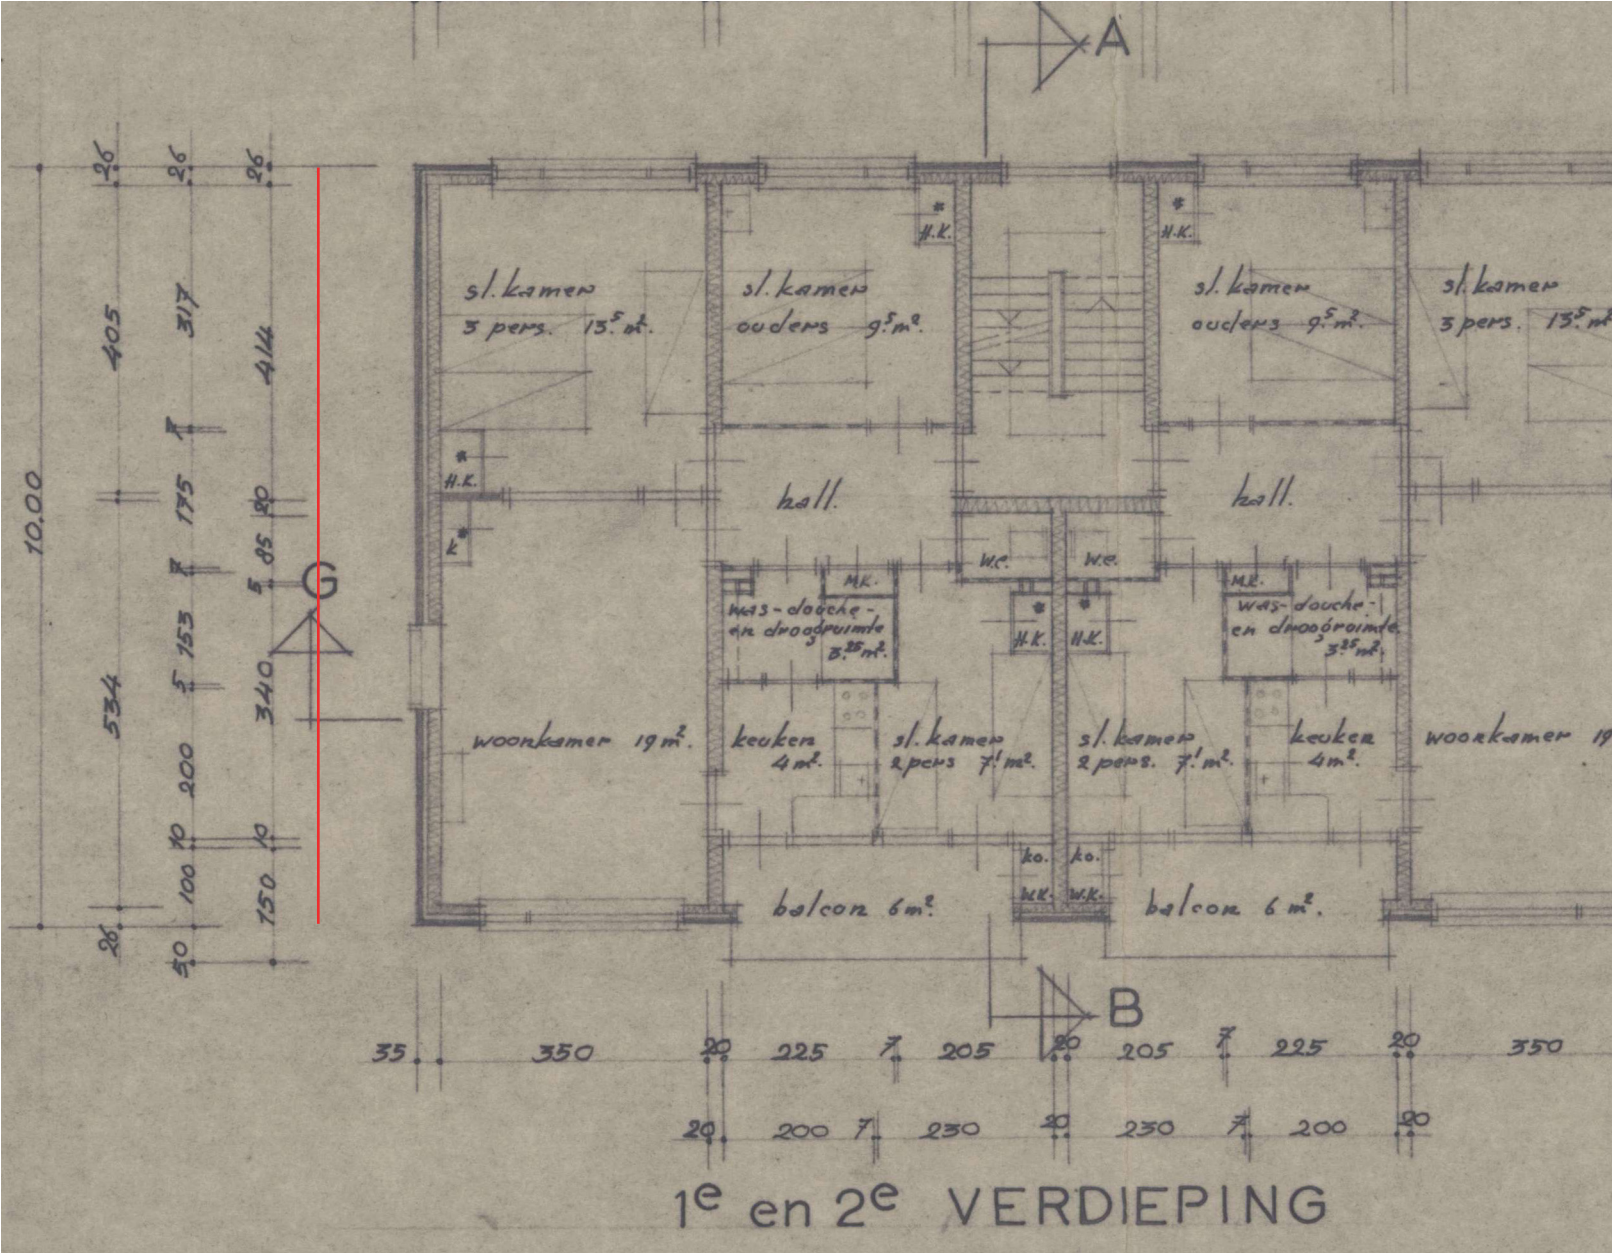 A
26 26 26
sl. kamer
3 pers. 13.⁵ m².
sl. kamer
ouders 9.⁵ m².
* H.K.
* H.K.
sl. kamer
ouders 9.⁵ m².
sl. kamer
3 pers. 13.⁵ m²
405 317 414
7
* H.K.
hall.
hall.
10.00
175 20
* K
85
w.c. w.c.
7 5
G
M.K.
M.K.
was-douche-
en droogruimte
3.²⁵ m².
* H.K.
* H.K.
was-douche-
en droogruimte
3.²⁵ m².
153
5
534 340
woonkamer 19 m².
keuken
4 m².
sl. kamer
2 pers 7.¹ m².
sl. kamer
2 pers. 7.¹ m².
keuken
4 m².
woonkamer 19
200
10 10
100 150
ko. ko.
w.k. w.k.
balcon 6 m².
balcon 6 m².
26 50
B
35 350 20 225 7 205 20 205 7 225 20 350
20 200 7 230 20 230 7 200 20
1e en 2e VERDIEPING